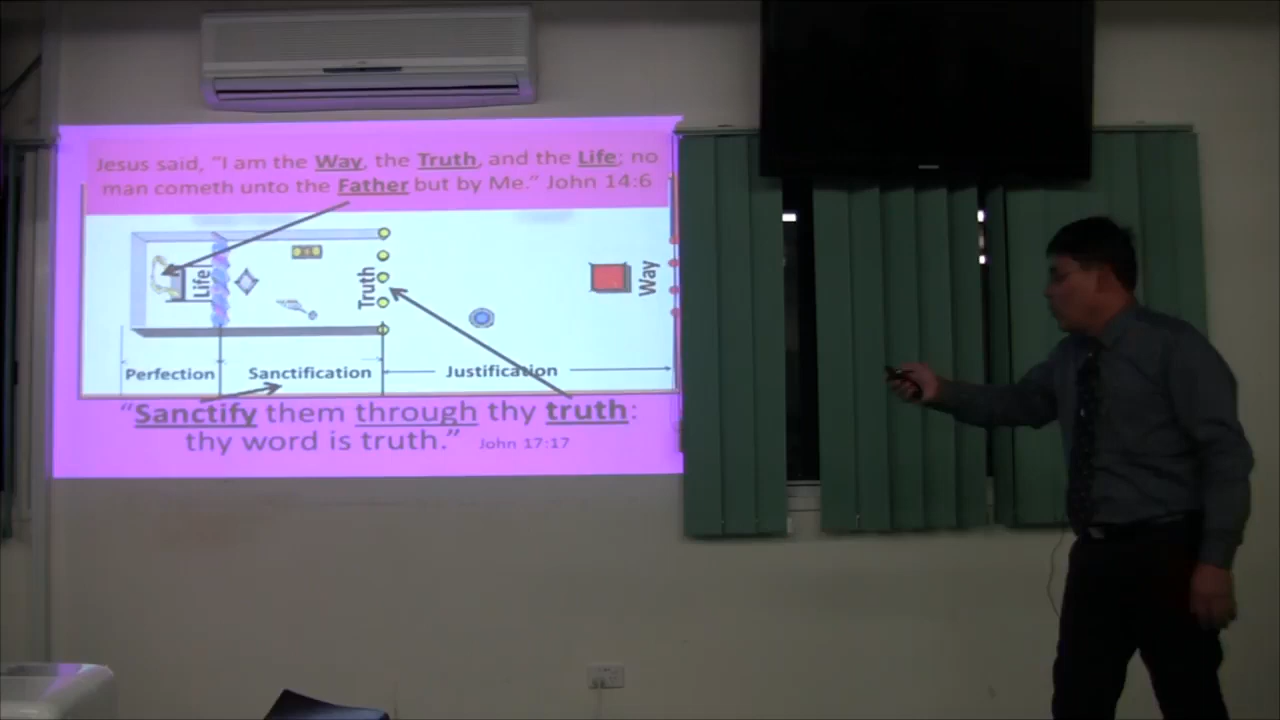 Jesus said, “I am the Way, the Truth, and the Life; no
man cometh unto the Father but by Me.” John 14:6
Life
Truth
Way
Perfection
Sanctification
Justification
“Sanctify them through thy truth:
thy word is truth.” John 17:17